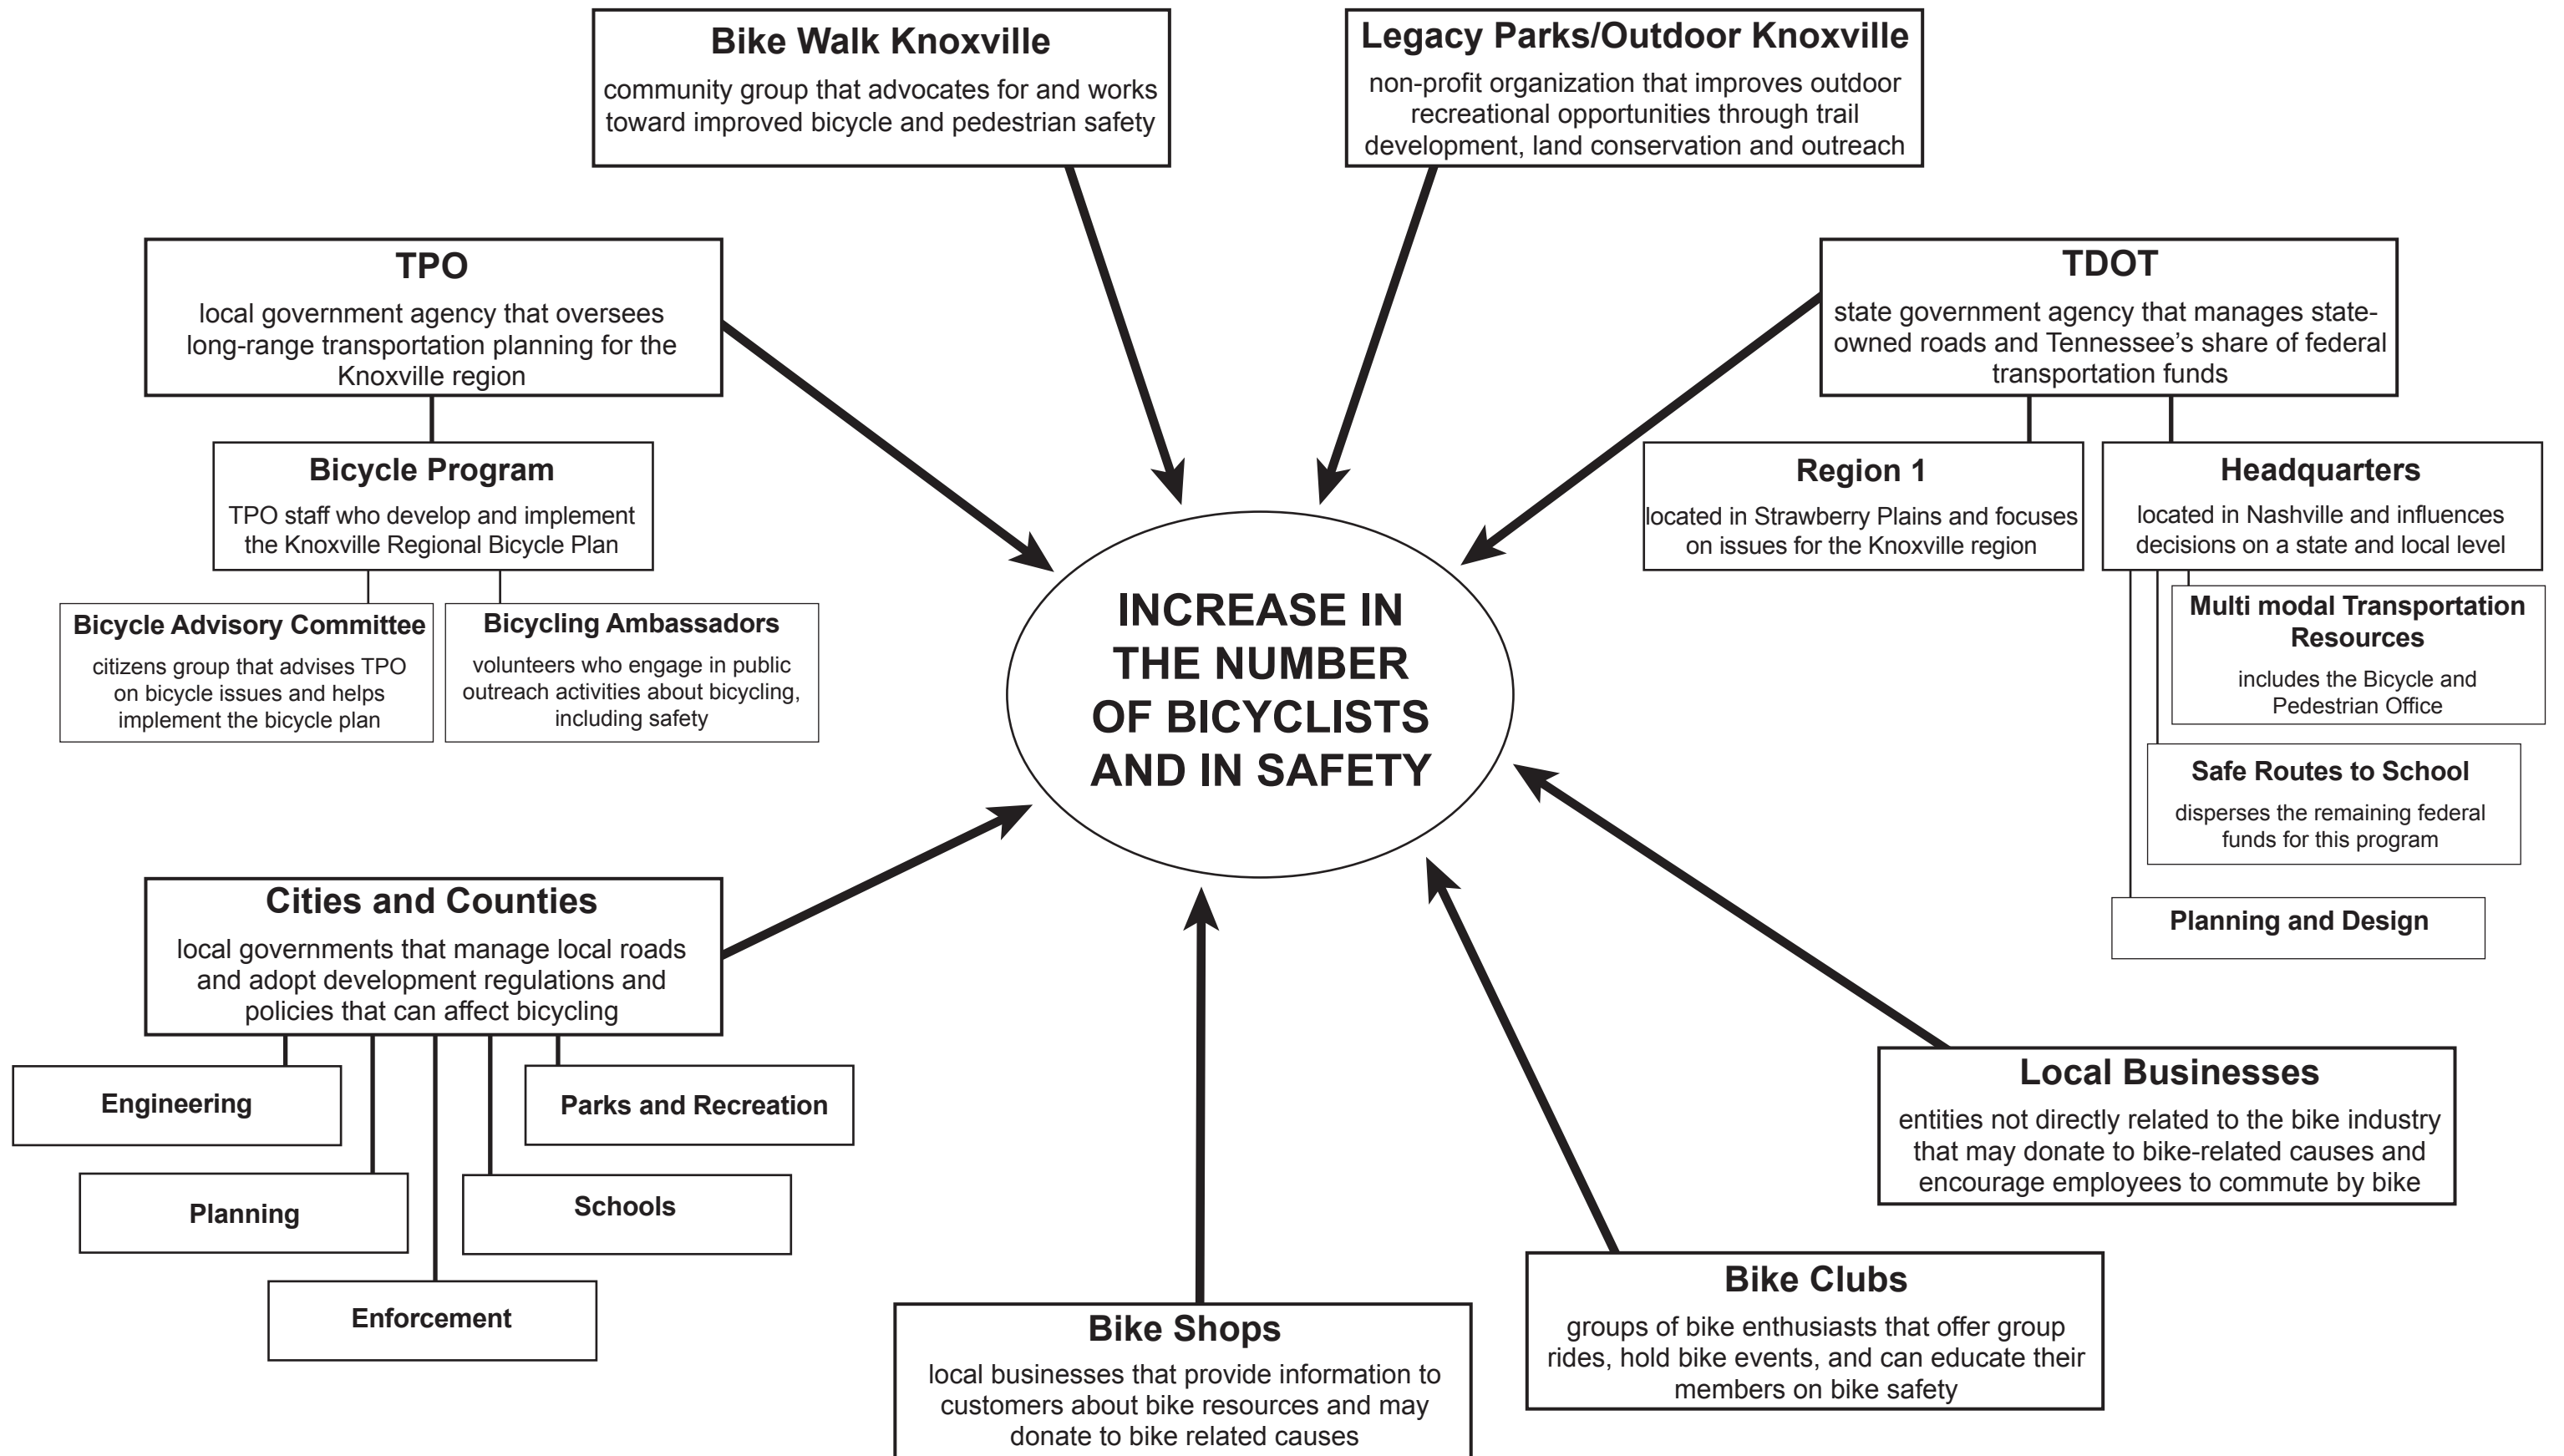 Bike Walk Knoxville
community group that advocates for and works
toward improved bicycle and pedestrian safety
Legacy Parks/Outdoor Knoxville
non-profit organization that improves outdoor
recreational opportunities through trail
development, land conservation and outreach
TPO
local government agency that oversees
long-range transportation planning for the
Knoxville region
TDOT
state government agency that manages state-
owned roads and Tennessee’s share of federal
transportation funds
Bicycle Program
TPO staff who develop and implement
the Knoxville Regional Bicycle Plan
Region 1
located in Strawberry Plains and focuses
on issues for the Knoxville region
Headquarters
located in Nashville and influences
decisions on a state and local level
Bicycle Advisory Committee
citizens group that advises TPO
on bicycle issues and helps
implement the bicycle plan
Bicycling Ambassadors
volunteers who engage in public
outreach activities about bicycling,
including safety
INCREASE IN
THE NUMBER
OF BICYCLISTS
AND IN SAFETY
Multi modal Transportation
Resources
includes the Bicycle and
Pedestrian Office
Safe Routes to School
disperses the remaining federal
funds for this program
Planning and Design
Cities and Counties
local governments that manage local roads
and adopt development regulations and
policies that can affect bicycling
Engineering
Parks and Recreation
Planning
Schools
Enforcement
Local Businesses
entities not directly related to the bike industry
that may donate to bike-related causes and
encourage employees to commute by bike
Bike Clubs
groups of bike enthusiasts that offer group
rides, hold bike events, and can educate their
members on bike safety
Bike Shops
local businesses that provide information to
customers about bike resources and may
donate to bike related causes